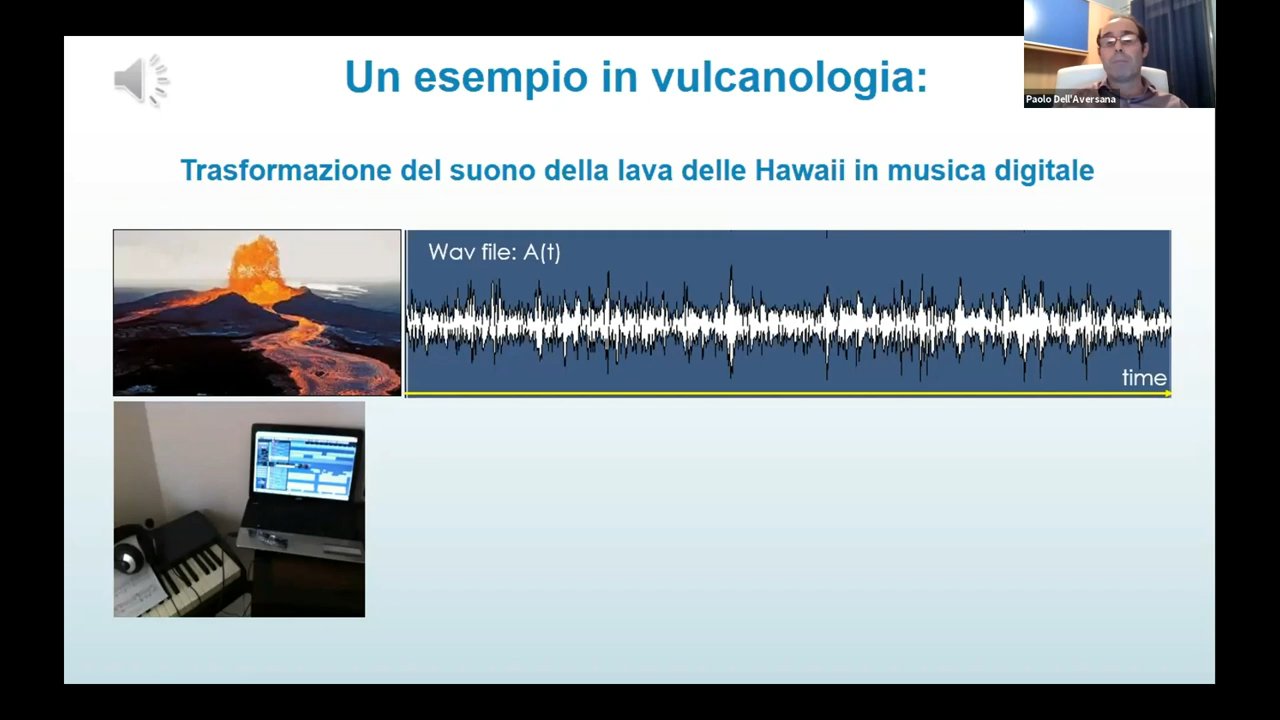 Un esempio in vulcanologia:
Paolo Dell'Aversana
Trasformazione del suono della lava delle Hawaii in musica digitale
Wav file: A(t)
time